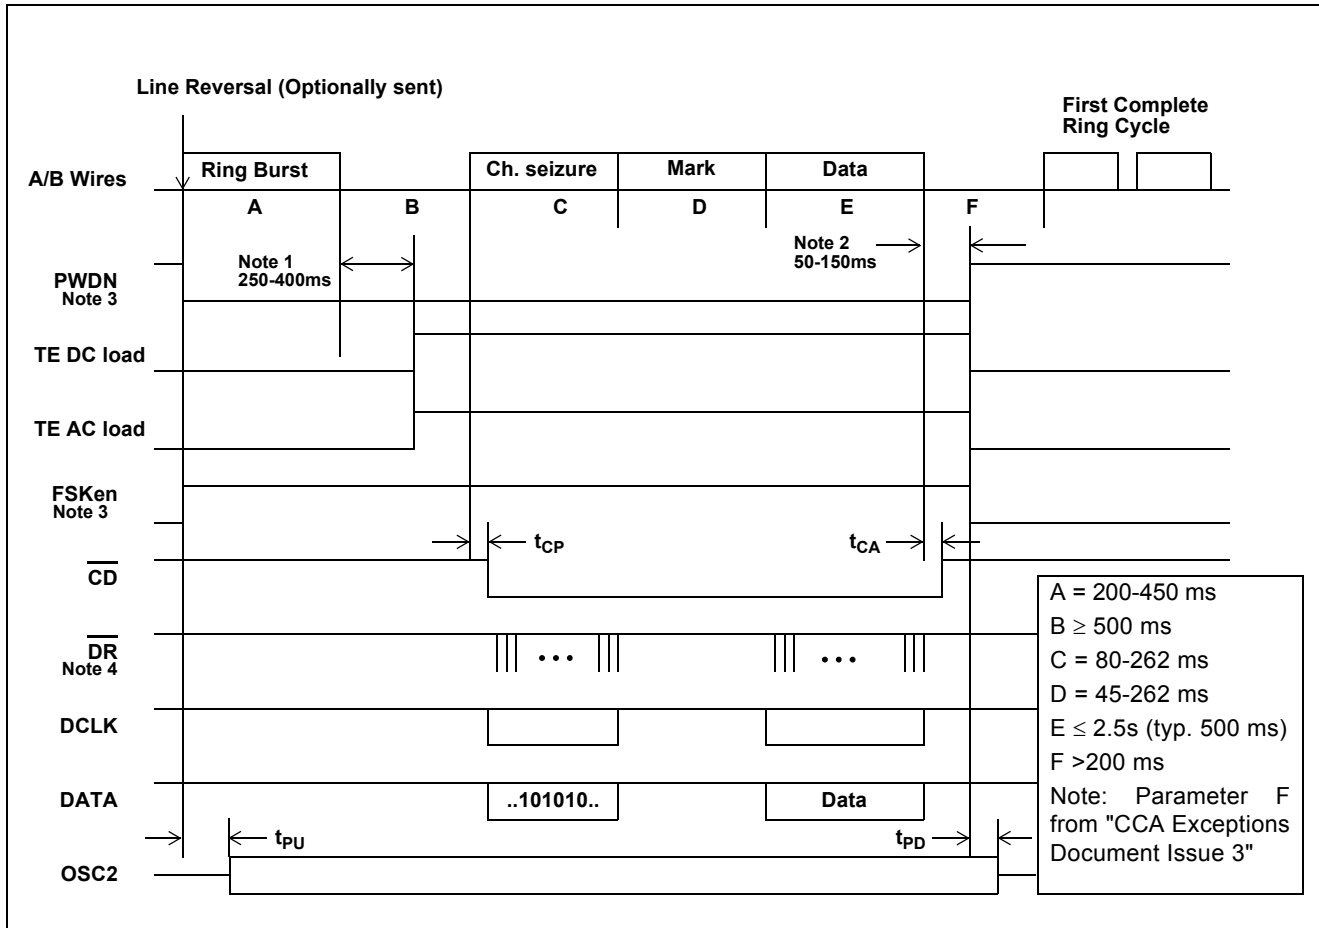 Line Reversal (Optionally sent)
First Complete
Ring Cycle
A/B Wires
Ring Burst
Ch. seizure
Mark
Data
A
B
C
D
E
F
Note 1
250-400ms
Note 2
50-150ms
PWDN
Note 3
TE DC load
TE AC load
FSKen
Note 3
tCP
tCA
CD
DR
Note 4
• • •
• • •
DCLK
DATA
..101010..
Data
tPU
tPD
OSC2
A = 200-450 ms
B ≥ 500 ms
C = 80-262 ms
D = 45-262 ms
E ≤ 2.5s (typ. 500 ms)
F >200 ms
Note: Parameter F
from "CCA Exceptions
Document Issue 3"